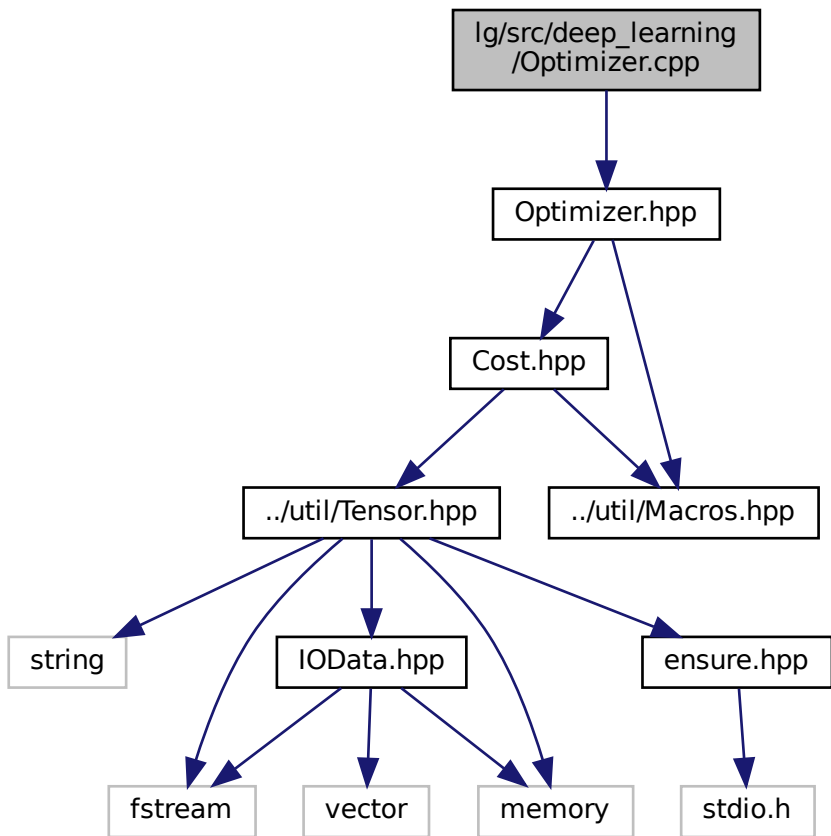 lg/src/deep_learning
/Optimizer.cpp
Optimizer.hpp
Cost.hpp
../util/Tensor.hpp
../util/Macros.hpp
string
IOData.hpp
ensure.hpp
fstream
vector
memory
stdio.h